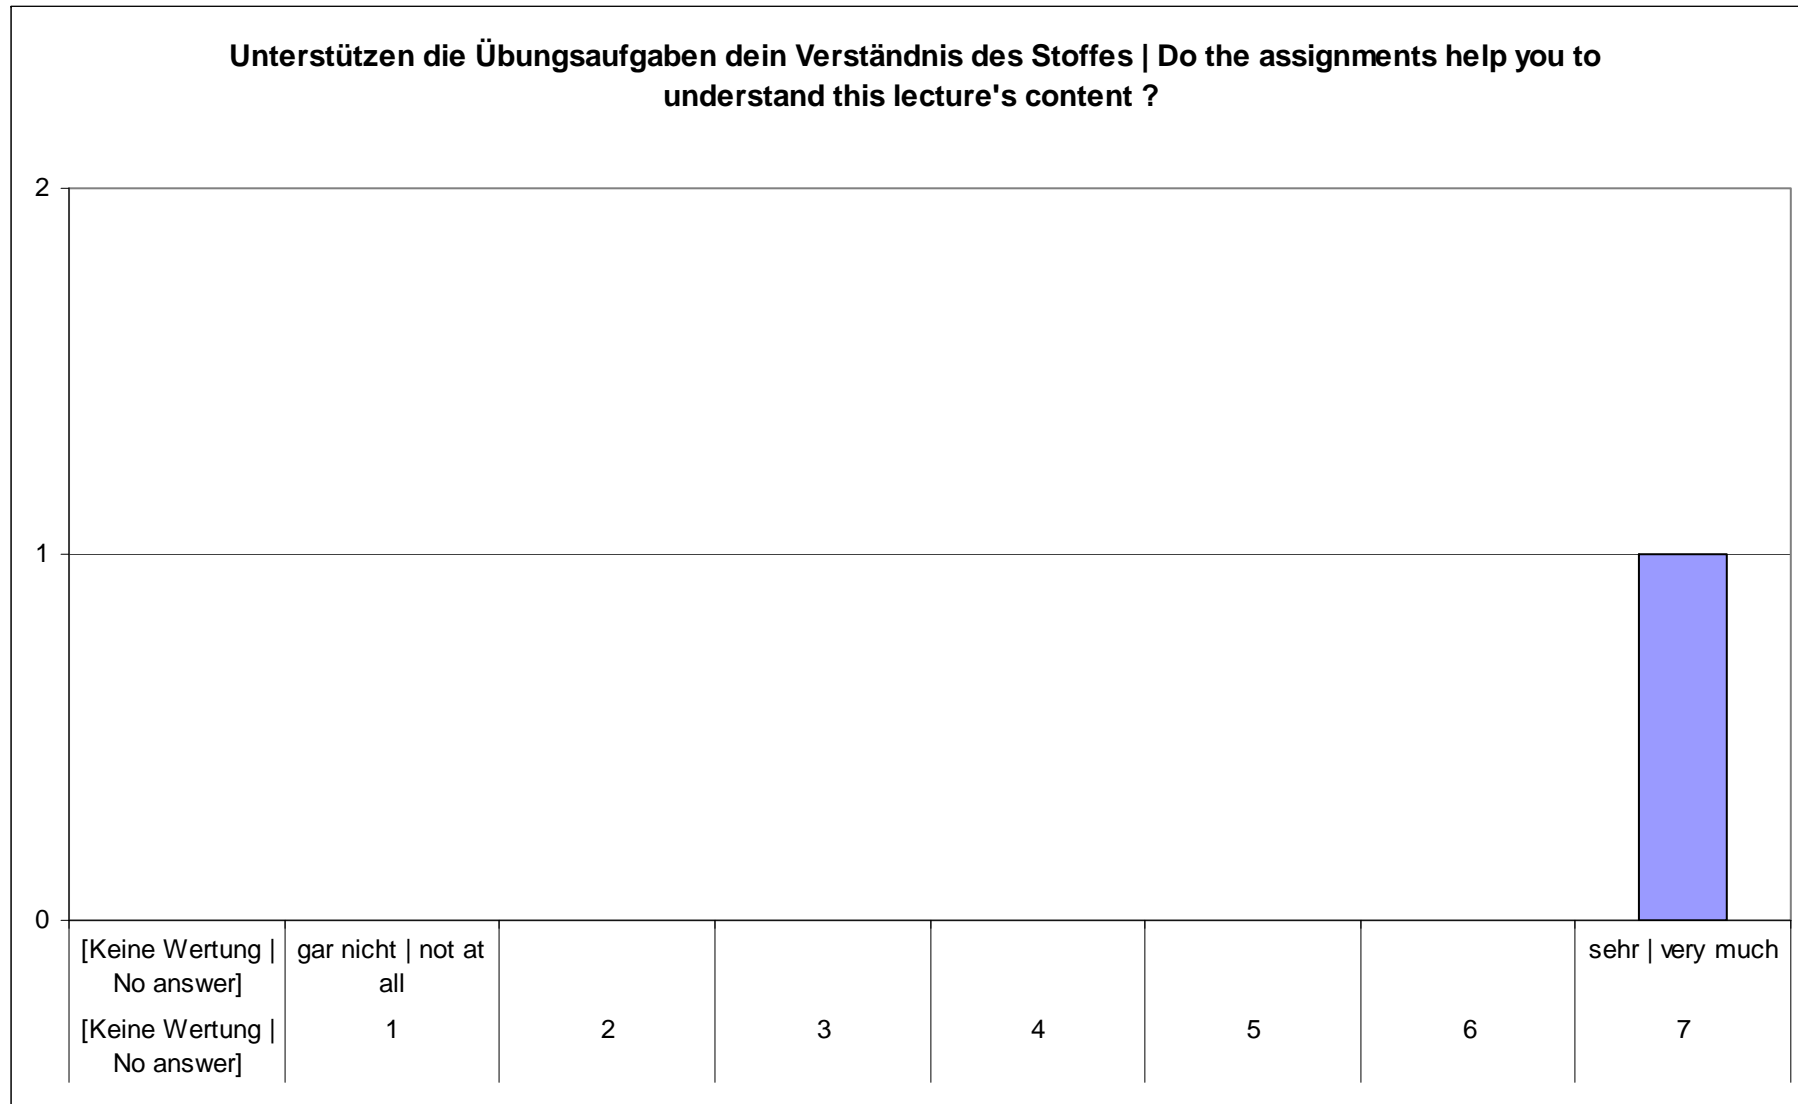 Unterstützen die Übungsaufgaben dein Verständnis des Stoffes | Do the assignments help you to
understand this lecture's content ?
2
1
0
[Keine Wertung |
No answer]
gar nicht | not at
all
sehr | very much
[Keine Wertung |
No answer]
1
2
3
4
5
6
7